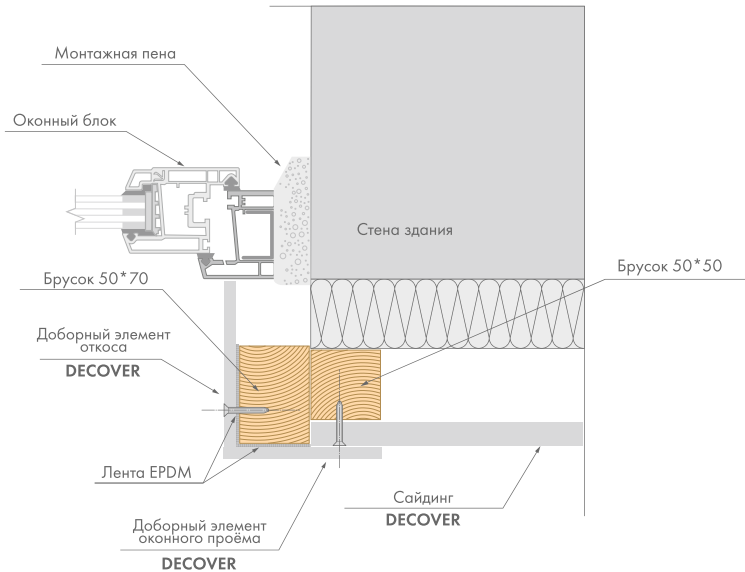 Монтажная пена
Оконный блок
Стена здания
Брусок 50*50
Брусок 50*70
Доборный элемент
откоса
DECOVER
Лента EPDM
Сайдинг
DECOVER
Доборный элемент
оконного проёма
DECOVER